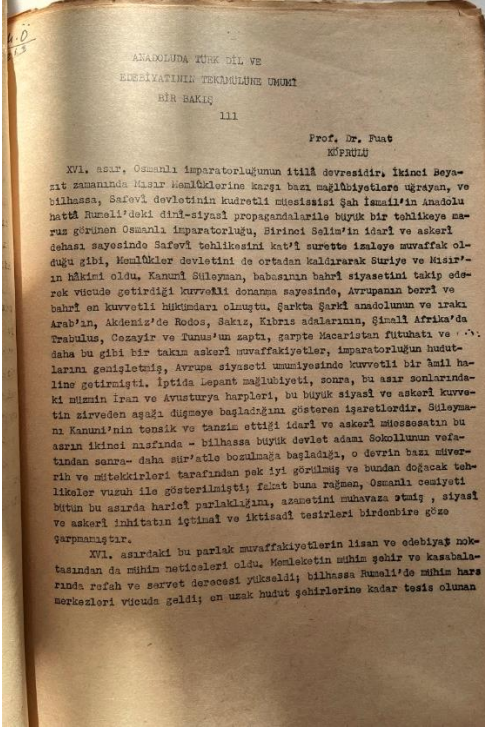 ANADOLUDA TÜRK DİL VE
EDEBİYATININ TEKÂMÜLÜNE UMUMÎ
BİR BAKIŞ
111
Prof. Dr. Fuat
KÖPRÜLÜ
XVI. asır, Osmanlı imparatorluğunun itilâ devresidir. İkinci Beya-
zıt zamanında Mısır Memlüklerine karşı bazı mağlûbiyetlere uğrayan, ve
bilhassa, Safevî devletinin kudretli müessisi Şah İsmail'in Anadolu
hattâ Rumeli'deki dinî-siyasî propagandalarile büyük bir tehlikeye ma-
ruz görünen Osmanlı imparatorluğu, Birinci Selim'in idarî ve askerî
dehası sayesinde Safevî tehlikesini kat'î surette izaleye muvaffak ol-
duğu gibi, Memlükler devletini de ortadan kaldırarak Suriye ve Mısır'-
ın hâkimi oldu. Kanunî Süleyman, babasının bahrî siyasetini takip ede-
rek vücude getirdiği kuvvetli donanma sayesinde, Avrupanın berrî ve
bahrî en kuvvetli hükümdarı olmuştu. Şarkta Şarkî anadolunun ve ırakı
Arab'ın, Akdeniz'de Rodos, Sakız, Kıbrıs adalarının, Şimalî Afrika'da
Trabulus, Cezayir ve Tunus'un zaptı, garpte Macaristan fütuhatı ve
daha bu gibi bir takım askerî muvaffakiyetler, imparatorluğun hudut-
larını genişletmiş, Avrupa siyaseti umumiyesinde kuvvetli bir âmil ha-
line getirmişti. İptida Lepant mağlubiyeti, sonra, bu asır sonlarında-
ki müzmin İran ve Avusturya harpleri, bu büyük siyasî ve askerî kuvve-
tin zirveden aşağı düşmeye başladığını gösteren işaretlerdir. Süleyma-
nı Kanunî'nin tensik ve tanzim ettiği idarî ve askerî müessesatın bu
asrın ikinci nısfında - bilhassa büyük devlet adamı Sokollunun vefa-
tından sonra- daha sür'atle bozulmağa başladığı, o devrin bazı müver-
rih ve mütekkirleri tarafından pek iyi görülmüş ve bundan doğacak teh-
likeler vuzuh ile gösterilmişti; fakat buna rağmen, Osmanlı cemiyeti
bütün bu asırda haricî parlaklığını, azametini muhavaza etmiş , siyasî
ve askerî inhitatın içtimaî ve iktisadî tesirleri birdenbire göze
çarpmamıştır.
XVI. asırdaki bu parlak muvaffakiyetlerin lisan ve edebiyat nok-
tasından da mühim neticeleri oldu. Memleketin mühim şehir ve kasabala-
rında refah ve servet derecesi yükseldi; bilhassa Rumeli'de mühim hars
merkezleri vücuda geldi; en uzak hudut şehirlerine kadar tesis olunan